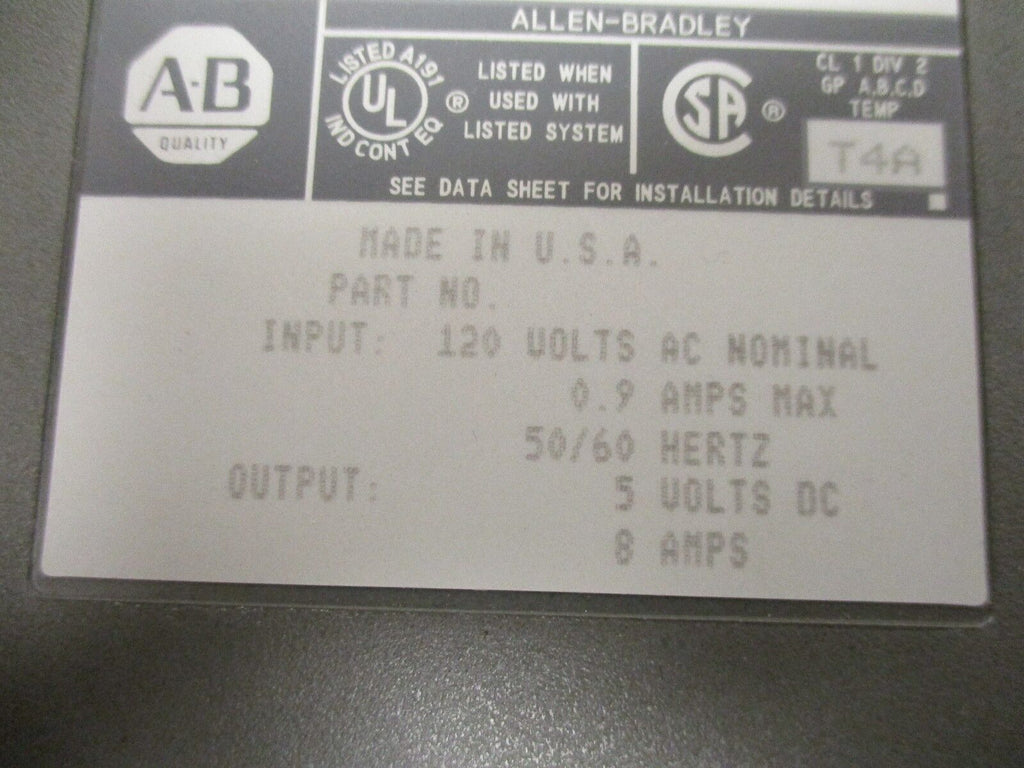 ALLEN-BRADLEY
A-B
QUALITY
LISTED A191
UL
IND CONT EQ
®
LISTED WHEN
USED WITH
LISTED SYSTEM
CSA ®
CL 1 DIV 2
GP A,B,C,D
TEMP
T4A
SEE DATA SHEET FOR INSTALLATION DETAILS
MADE IN U.S.A.
PART NO.
INPUT: 120 VOLTS AC NOMINAL
0.9 AMPS MAX
50/60 HERTZ
OUTPUT: 5 VOLTS DC
8 AMPS